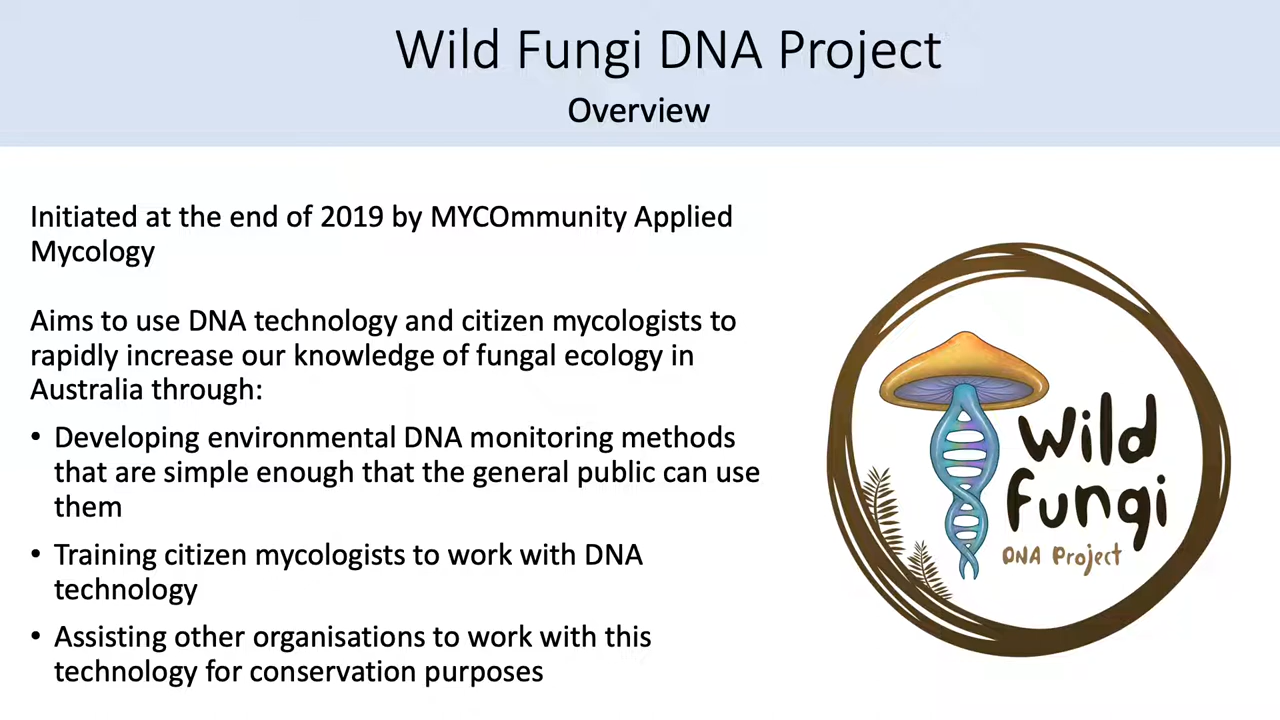 Wild Fungi DNA Project
Overview
Initiated at the end of 2019 by MYCOmmunity Applied
Mycology
Aims to use DNA technology and citizen mycologists to
rapidly increase our knowledge of fungal ecology in
Australia through:
• Developing environmental DNA monitoring methods
that are simple enough that the general public can use
them
• Training citizen mycologists to work with DNA
technology
• Assisting other organisations to work with this
technology for conservation purposes
Wild
Fungi
DNA Project